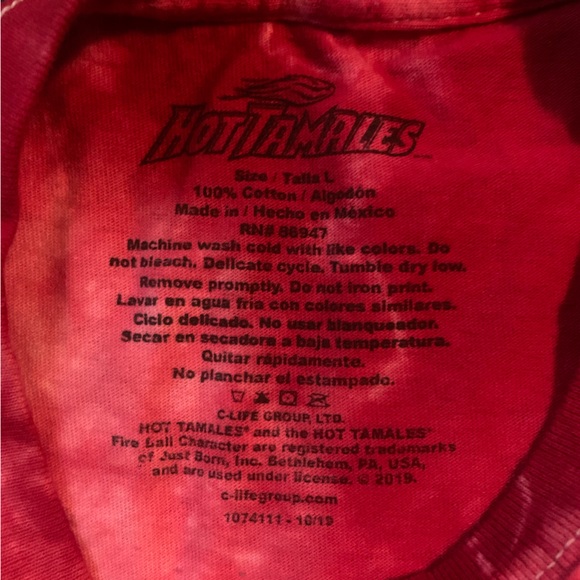 HOT TAMALES
Size / Talla L
100% Cotton / Algodón
Made in / Hecho en México
RN# 86947
Machine wash cold with like colors. Do
not bleach. Delicate cycle. Tumble dry low.
Remove promptly. Do not iron print.
Lavar en agua fria con colores similares.
Ciclo delicado. No usar blanqueador.
Secar en secadora a baja temperatura.
Quitar rápidamente.
No planchar el estampado.
C-LIFE GROUP, LTD.
HOT TAMALES® and the HOT TAMALES®
Fire Ball Character are registered trademarks
of Just Born, Inc. Bethlehem, PA, USA,
and are used under license. © 2019.
c-lifegroup.com
1074111 - 10/19